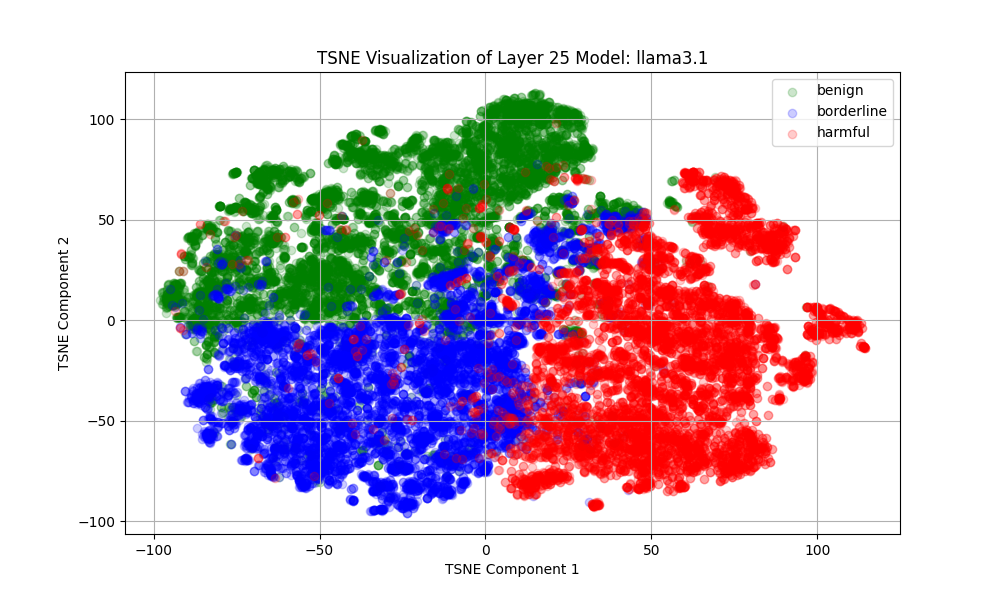 TSNE Visualization of Layer 25 Model: llama3.1
benign
borderline
harmful
TSNE Component 2
100
50
0
−50
−100
−100
−50
0
50
100
TSNE Component 1